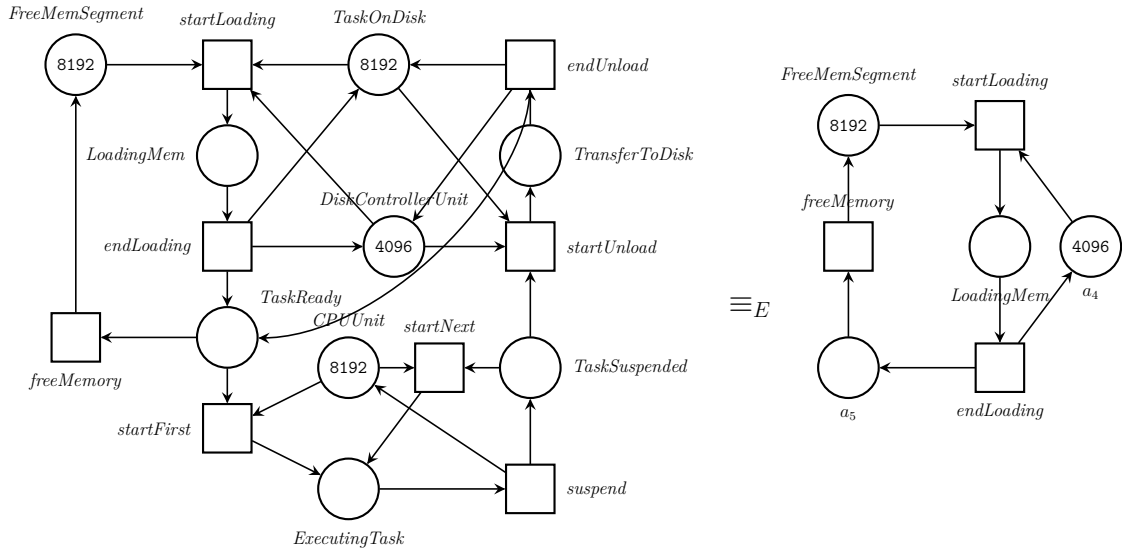 FreeMemSegment
startLoading
TaskOnDisk
8192
8192
endUnload
LoadingMem
TransferToDisk
DiskControllerUnit
endLoading
4096
startUnload
TaskReady
CPUUnit
startNext
freeMemory
8192
TaskSuspended
startFirst
suspend
ExecutingTask
≡E
FreeMemSegment
startLoading
8192
freeMemory
4096
LoadingMem
a4
a5
endLoading